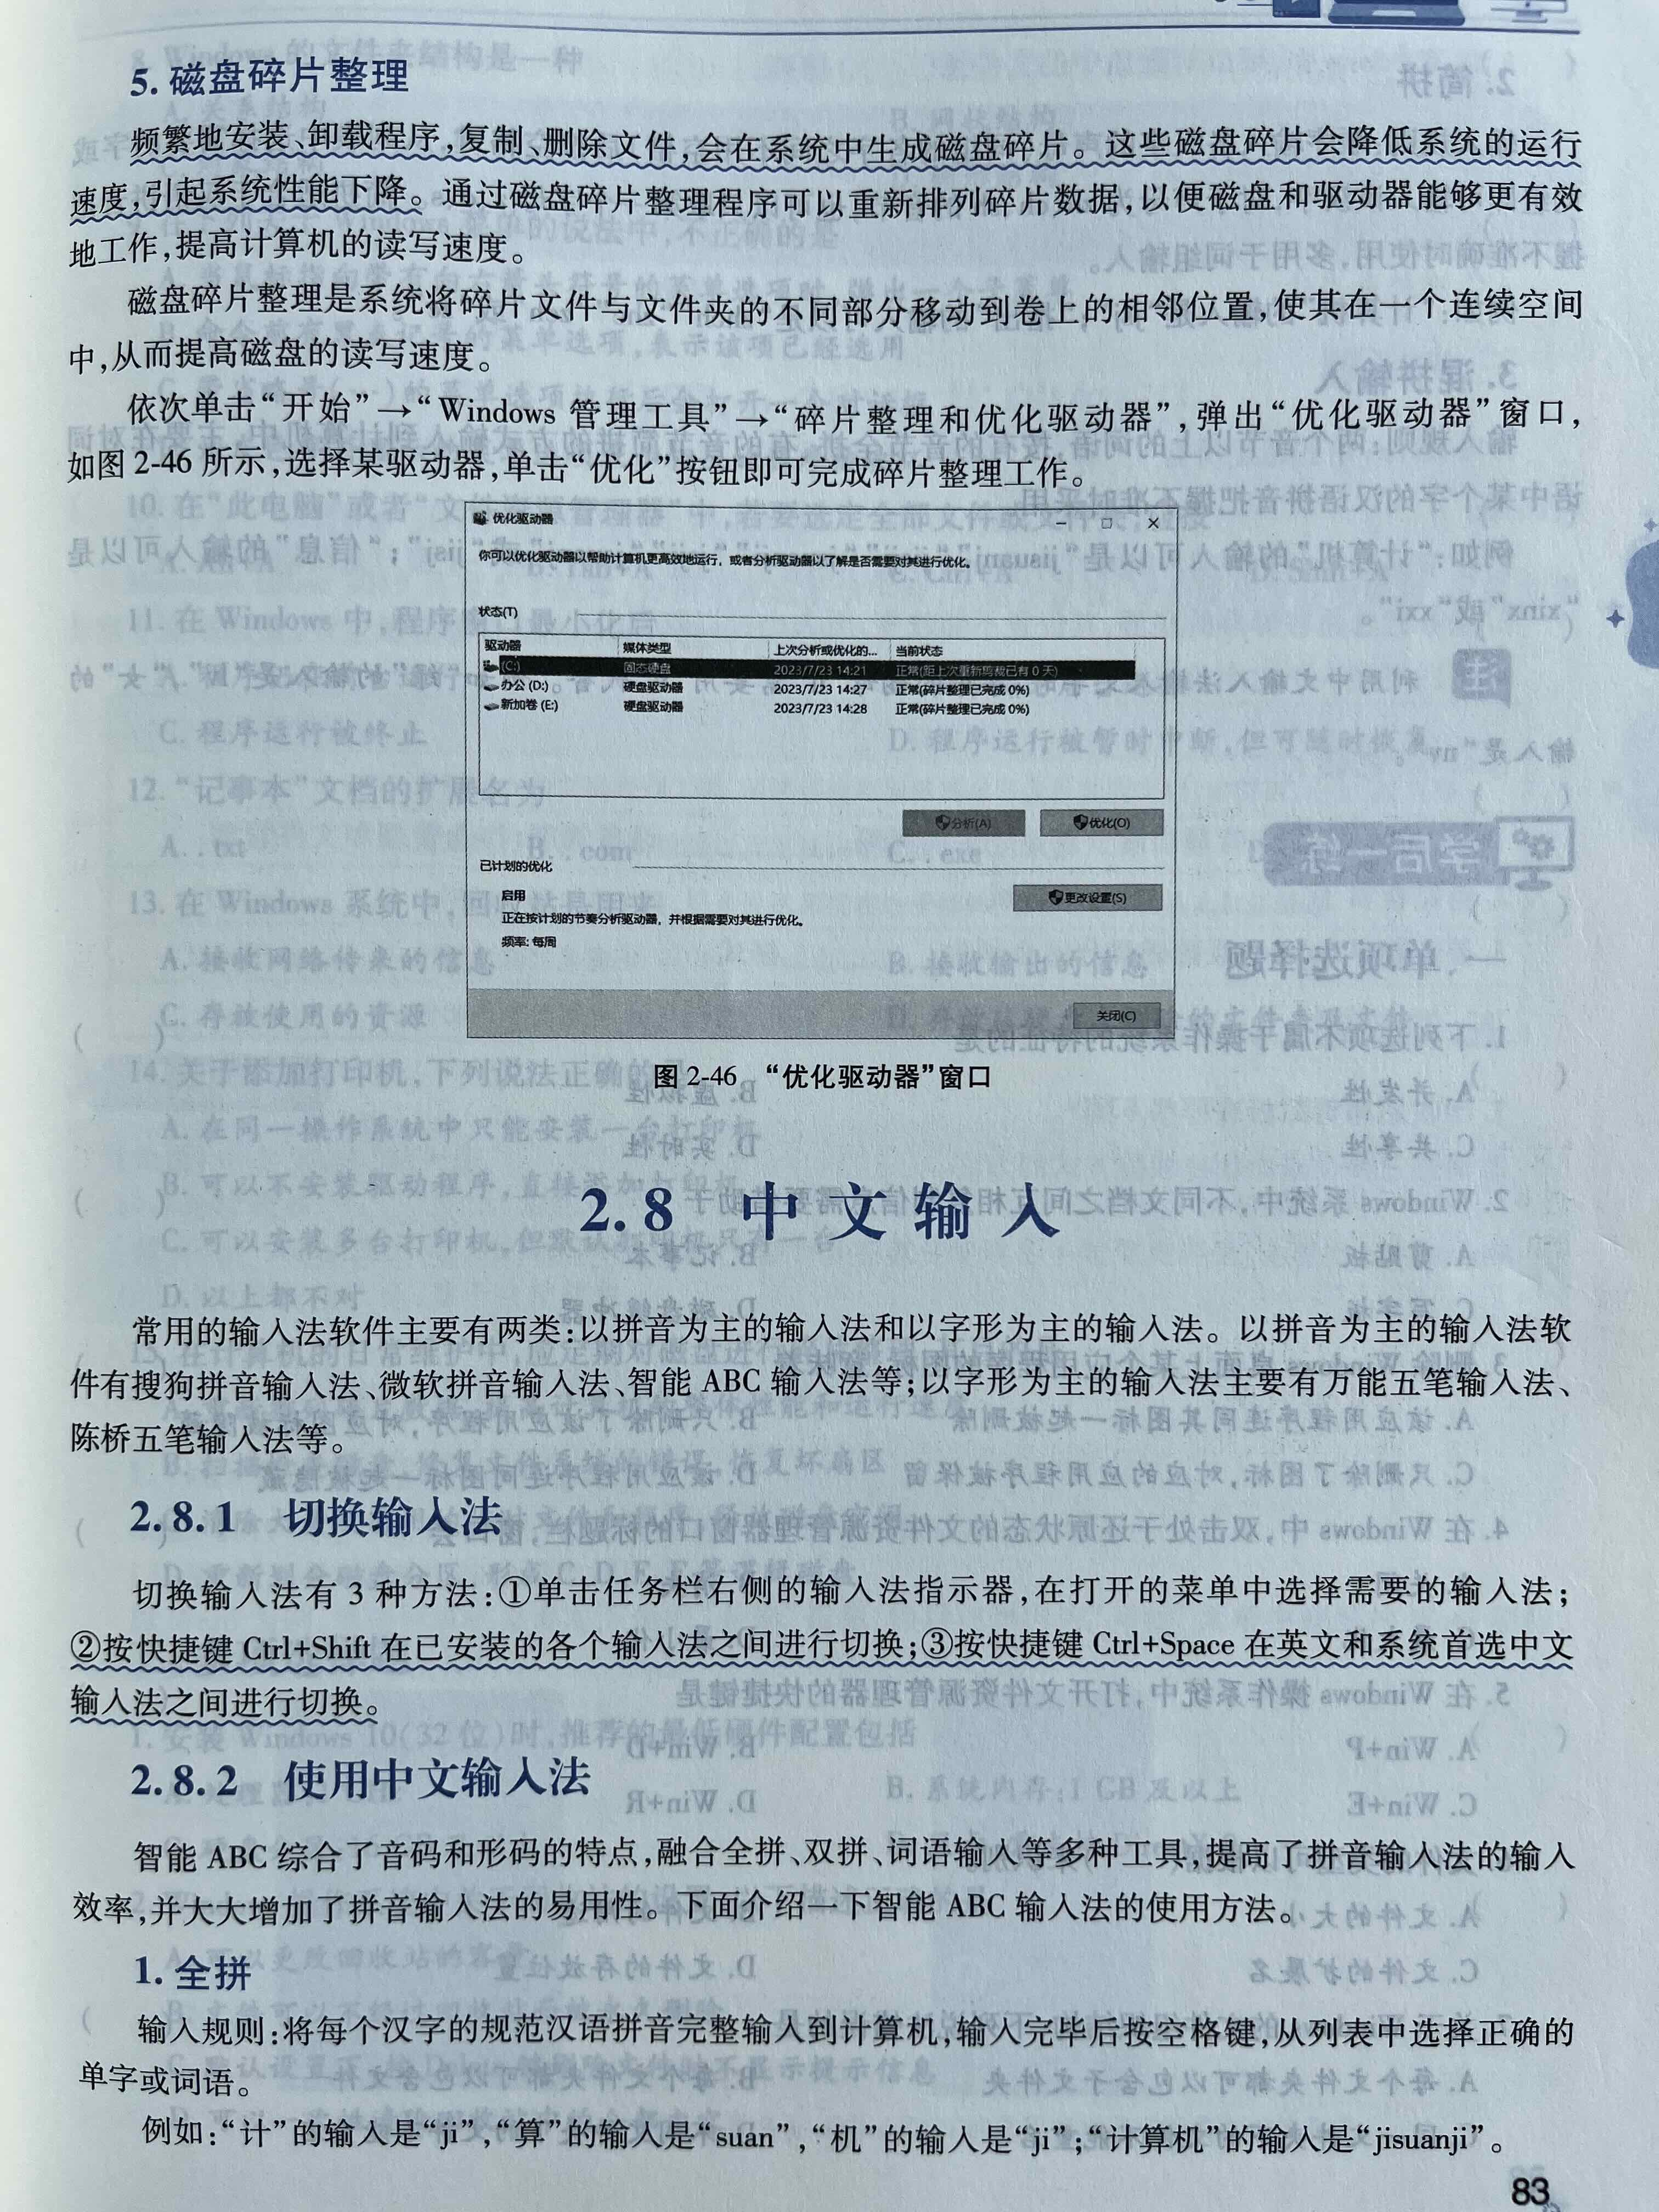 5. 磁盘碎片整理
频繁地安装、卸载程序,复制、删除文件,会在系统中生成磁盘碎片。这些磁盘碎片会降低系统的运行
速度,引起系统性能下降。通过磁盘碎片整理程序可以重新排列碎片数据,以便磁盘和驱动器能够更有效
地工作,提高计算机的读写速度。
磁盘碎片整理是系统将碎片文件与文件夹的不同部分移动到卷上的相邻位置,使其在一个连续空间
中,从而提高磁盘的读写速度。
依次单击“开始”→“Windows 管理工具”→“碎片整理和优化驱动器”,弹出“优化驱动器”窗口,
如图 2-46 所示,选择某驱动器,单击“优化”按钮即可完成碎片整理工作。
优化驱动器
你可以优化驱动器以帮助计算机更高效地运行，或者分析驱动器以了解是否需要对其进行优化。
状态(T)
驱动器 媒体类型 上次分析或优化的... 当前状态
(C:) 固态硬盘 2023/7/23 14:21 正常(距上次重新剪裁已有 0 天)
办公 (D:) 硬盘驱动器 2023/7/23 14:27 正常(碎片整理已完成 0%)
新加卷 (E:) 硬盘驱动器 2023/7/23 14:28 正常(碎片整理已完成 0%)
分析(A) 优化(O)
已计划的优化
启用 更改设置(S)
正在按计划的节奏分析驱动器，并根据需要对其进行优化。
频率: 每周
关闭(C)
图 2-46 “优化驱动器”窗口
2.8 中文输入
常用的输入法软件主要有两类:以拼音为主的输入法和以字形为主的输入法。以拼音为主的输入法软
件有搜狗拼音输入法、微软拼音输入法、智能 ABC 输入法等;以字形为主的输入法主要有万能五笔输入法、
陈桥五笔输入法等。
2.8.1 切换输入法
切换输入法有 3 种方法:①单击任务栏右侧的输入法指示器,在打开的菜单中选择需要的输入法;
②按快捷键 Ctrl+Shift 在已安装的各个输入法之间进行切换;③按快捷键 Ctrl+Space 在英文和系统首选中文
输入法之间进行切换。
2.8.2 使用中文输入法
智能 ABC 综合了音码和形码的特点,融合全拼、双拼、词语输入等多种工具,提高了拼音输入法的输入
效率,并大大增加了拼音输入法的易用性。下面介绍一下智能 ABC 输入法的使用方法。
1. 全拼
输入规则:将每个汉字的规范汉语拼音完整输入到计算机,输入完毕后按空格键,从列表中选择正确的
单字或词语。
例如:“计”的输入是“ji”,“算”的输入是“suan”,“机”的输入是“ji”;“计算机”的输入是“jisuanji”。
83